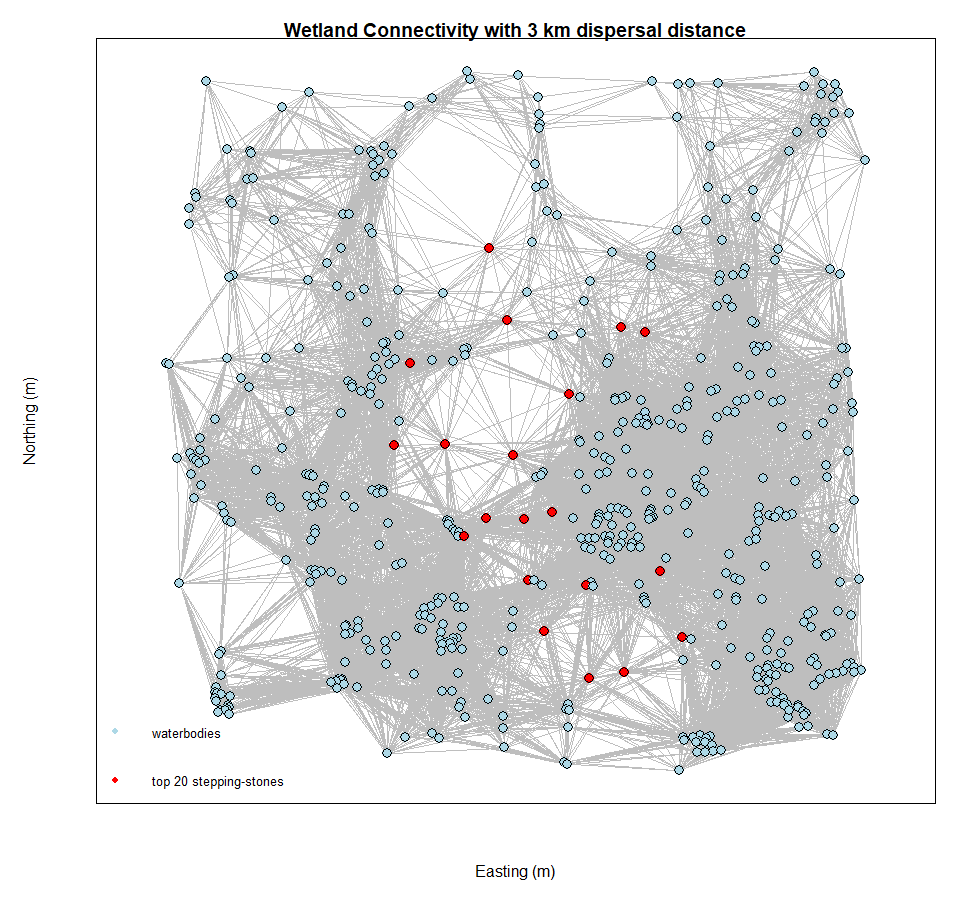 Wetland Connectivity with 3 km dispersal distance
Northing (m)
waterbodies
top 20 stepping-stones
Easting (m)